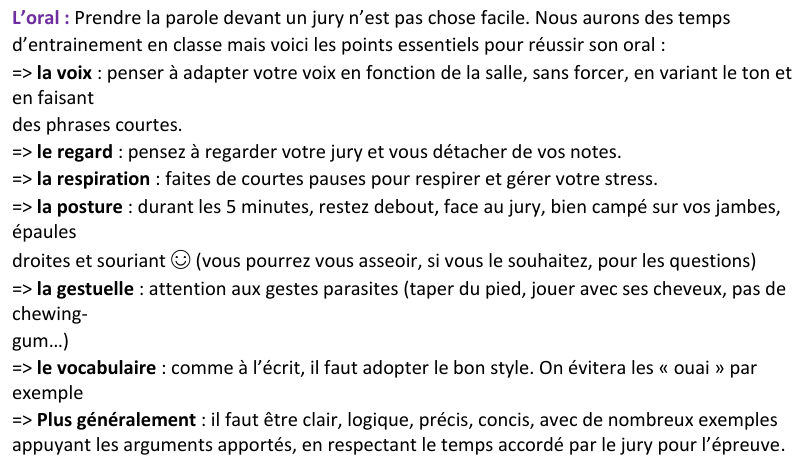 L’oral : Prendre la parole devant un jury n’est pas chose facile. Nous aurons des temps
d’entrainement en classe mais voici les points essentiels pour réussir son oral :
=> la voix : penser à adapter votre voix en fonction de la salle, sans forcer, en variant le ton et
en faisant
des phrases courtes.
=> le regard : pensez à regarder votre jury et vous détacher de vos notes.
=> la respiration : faites de courtes pauses pour respirer et gérer votre stress.
=> la posture : durant les 5 minutes, restez debout, face au jury, bien campé sur vos jambes,
épaules
droites et souriant ☺ (vous pourrez vous asseoir, si vous le souhaitez, pour les questions)
=> la gestuelle : attention aux gestes parasites (taper du pied, jouer avec ses cheveux, pas de
chewing-
gum…)
=> le vocabulaire : comme à l’écrit, il faut adopter le bon style. On évitera les « ouai » par
exemple
=> Plus généralement : il faut être clair, logique, précis, concis, avec de nombreux exemples
appuyant les arguments apportés, en respectant le temps accordé par le jury pour l’épreuve.